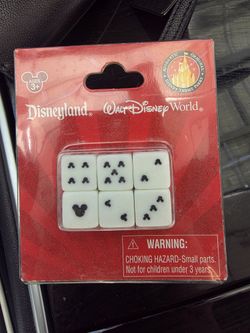 AGES
3+
Disneyland Walt Disney World
WARNING:
CHOKING HAZARD-Small parts.
Not for children under 3 years.